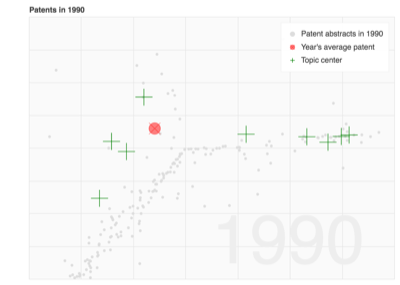 Patents in 1990
Patent abstracts in 1990
Year's average patent
Topic center
1990